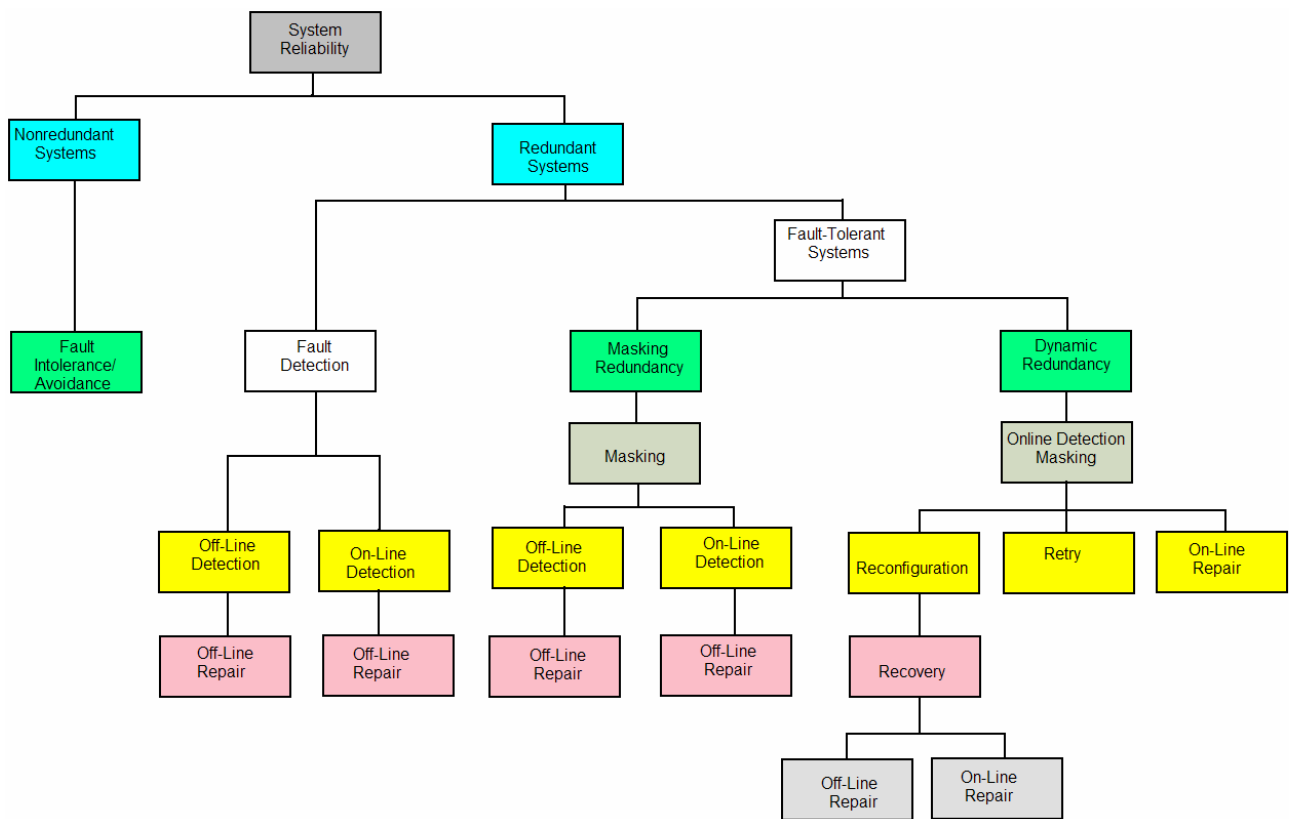 System
Reliability
Nonredundant
Systems
Redundant
Systems
Fault-Tolerant
Systems
Fault
Intolerance/
Avoidance
Fault
Detection
Masking
Redundancy
Dynamic
Redundancy
Masking
Online Detection
Masking
Off-Line
Detection
On-Line
Detection
Off-Line
Detection
On-Line
Detection
Reconfiguration
Retry
On-Line
Repair
Off-Line
Repair
Off-Line
Repair
Off-Line
Repair
Off-Line
Repair
Recovery
Off-Line
Repair
On-Line
Repair